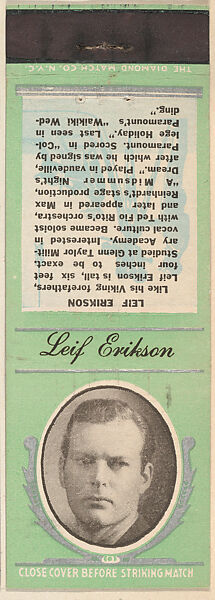 THE DIAMOND MATCH CO. N.Y.C.
LEIF ERIKSON
Like his Viking forefathers,
Leif Erikson is tall, six feet
four inches to be exact.
Studied at Glenn Taylor Milit-
ary Academy. Interested in
vocal culture. Became soloist
with Ted Fio Rito's orchestra,
and later appeared in Max
Reinhardt's stage production,
"A Midsummer Night's
Dream." Played in vaudeville,
after which he was signed by
Paramount. Scored in "Col-
lege Holiday." Last seen in
Paramount's "Waikiki Wed-
ding."
Leif Erikson
CLOSE COVER BEFORE STRIKING MATCH